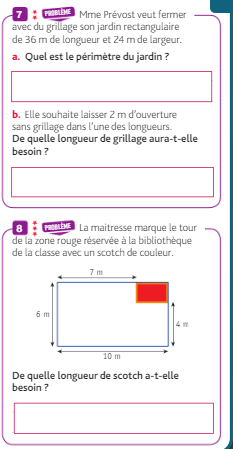 7 PROBLÈME Mme Prévost veut fermer
avec du grillage son jardin rectangulaire
de 36 m de longueur et 24 m de largeur.
a. Quel est le périmètre du jardin ?
b. Elle souhaite laisser 2 m d'ouverture
sans grillage dans l'une des longueurs.
De quelle longueur de grillage aura-t-elle
besoin ?
8 PROBLÈME La maitresse marque le tour
de la zone rouge réservée à la bibliothèque
de la classe avec un scotch de couleur.
7 m
6 m
4 m
10 m
De quelle longueur de scotch a-t-elle
besoin ?